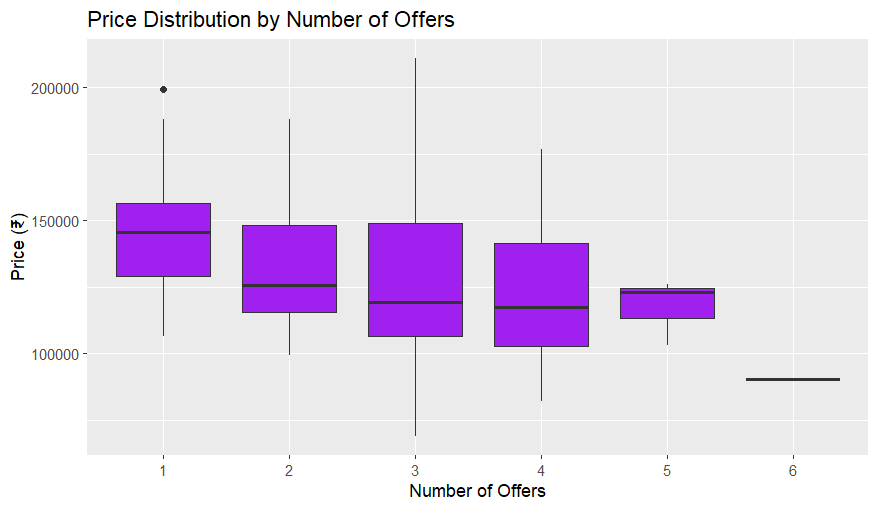 Price Distribution by Number of Offers
Price (₹)
200000
150000
100000
1 2 3 4 5 6
Number of Offers